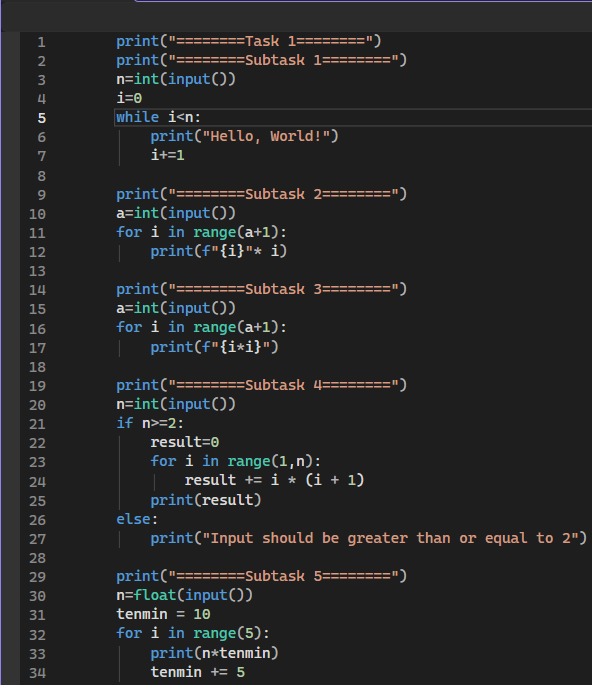 1 print("========Task 1========")
2 print("========Subtask 1========")
3 n=int(input())
4 i=0
5 while i<n:
6     print("Hello, World!")
7     i+=1
8
9 print("========Subtask 2========")
10 a=int(input())
11 for i in range(a+1):
12     print(f"{i}"* i)
13
14 print("========Subtask 3========")
15 a=int(input())
16 for i in range(a+1):
17     print(f"{i*i}")
18
19 print("========Subtask 4========")
20 n=int(input())
21 if n>=2:
22     result=0
23     for i in range(1,n):
24         result += i * (i + 1)
25     print(result)
26 else:
27     print("Input should be greater than or equal to 2")
28
29 print("========Subtask 5========")
30 n=float(input())
31 tenmin = 10
32 for i in range(5):
33     print(n*tenmin)
34     tenmin += 5